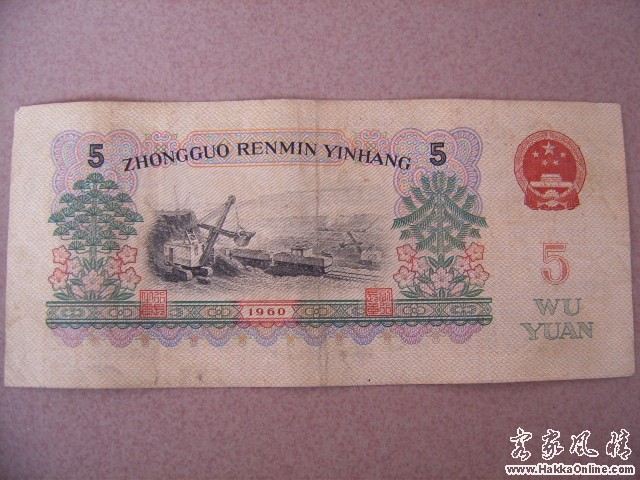 5 ZHONGGUO RENMIN YINHANG 5
1960
5
WU
YUAN
客家风情
www.HakkaOnline.com